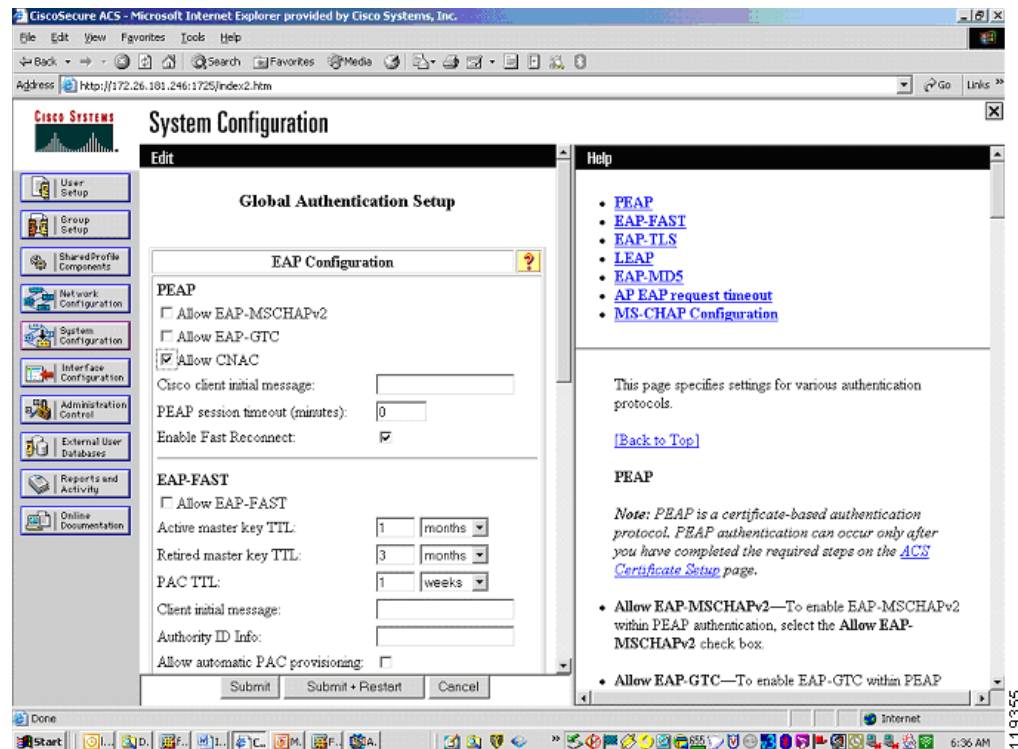 CiscoSecure ACS - Microsoft Internet Explorer provided by Cisco Systems, Inc.
File Edit View Favorites Tools Help
Back Search Favorites Media
Address http://172.26.181.246:1725/index2.htm Go Links »
CISCO SYSTEMS
System Configuration
User Setup
Group Setup
Shared Profile Components
Network Configuration
System Configuration
Interface Configuration
Administration Control
External User Databases
Reports and Activity
Online Documentation
Edit
Global Authentication Setup
EAP Configuration ?
PEAP
Allow EAP-MSCHAPv2
Allow EAP-GTC
Allow CNAC
Cisco client initial message:
PEAP session timeout (minutes): 0
Enable Fast Reconnect:
EAP-FAST
Allow EAP-FAST
Active master key TTL: 1 months
Retired master key TTL: 3 months
PAC TTL: 1 weeks
Client initial message:
Authority ID Info:
Allow automatic PAC provisioning:
Submit Submit + Restart Cancel
Help
• PEAP
• EAP-FAST
• EAP-TLS
• LEAP
• EAP-MD5
• AP EAP request timeout
• MS-CHAP Configuration
This page specifies settings for various authentication
protocols.
[Back to Top]
PEAP
Note: PEAP is a certificate-based authentication
protocol. PEAP authentication can occur only after
you have completed the required steps on the ACS
Certificate Setup page.
• Allow EAP-MSCHAPv2—To enable EAP-MSCHAPv2
within PEAP authentication, select the Allow EAP-
MSCHAPv2 check box.
• Allow EAP-GTC—To enable EAP-GTC within PEAP
Done Internet
Start I... D. F.. 1.. C.. M. F.. A. » 6:36 AM
119355